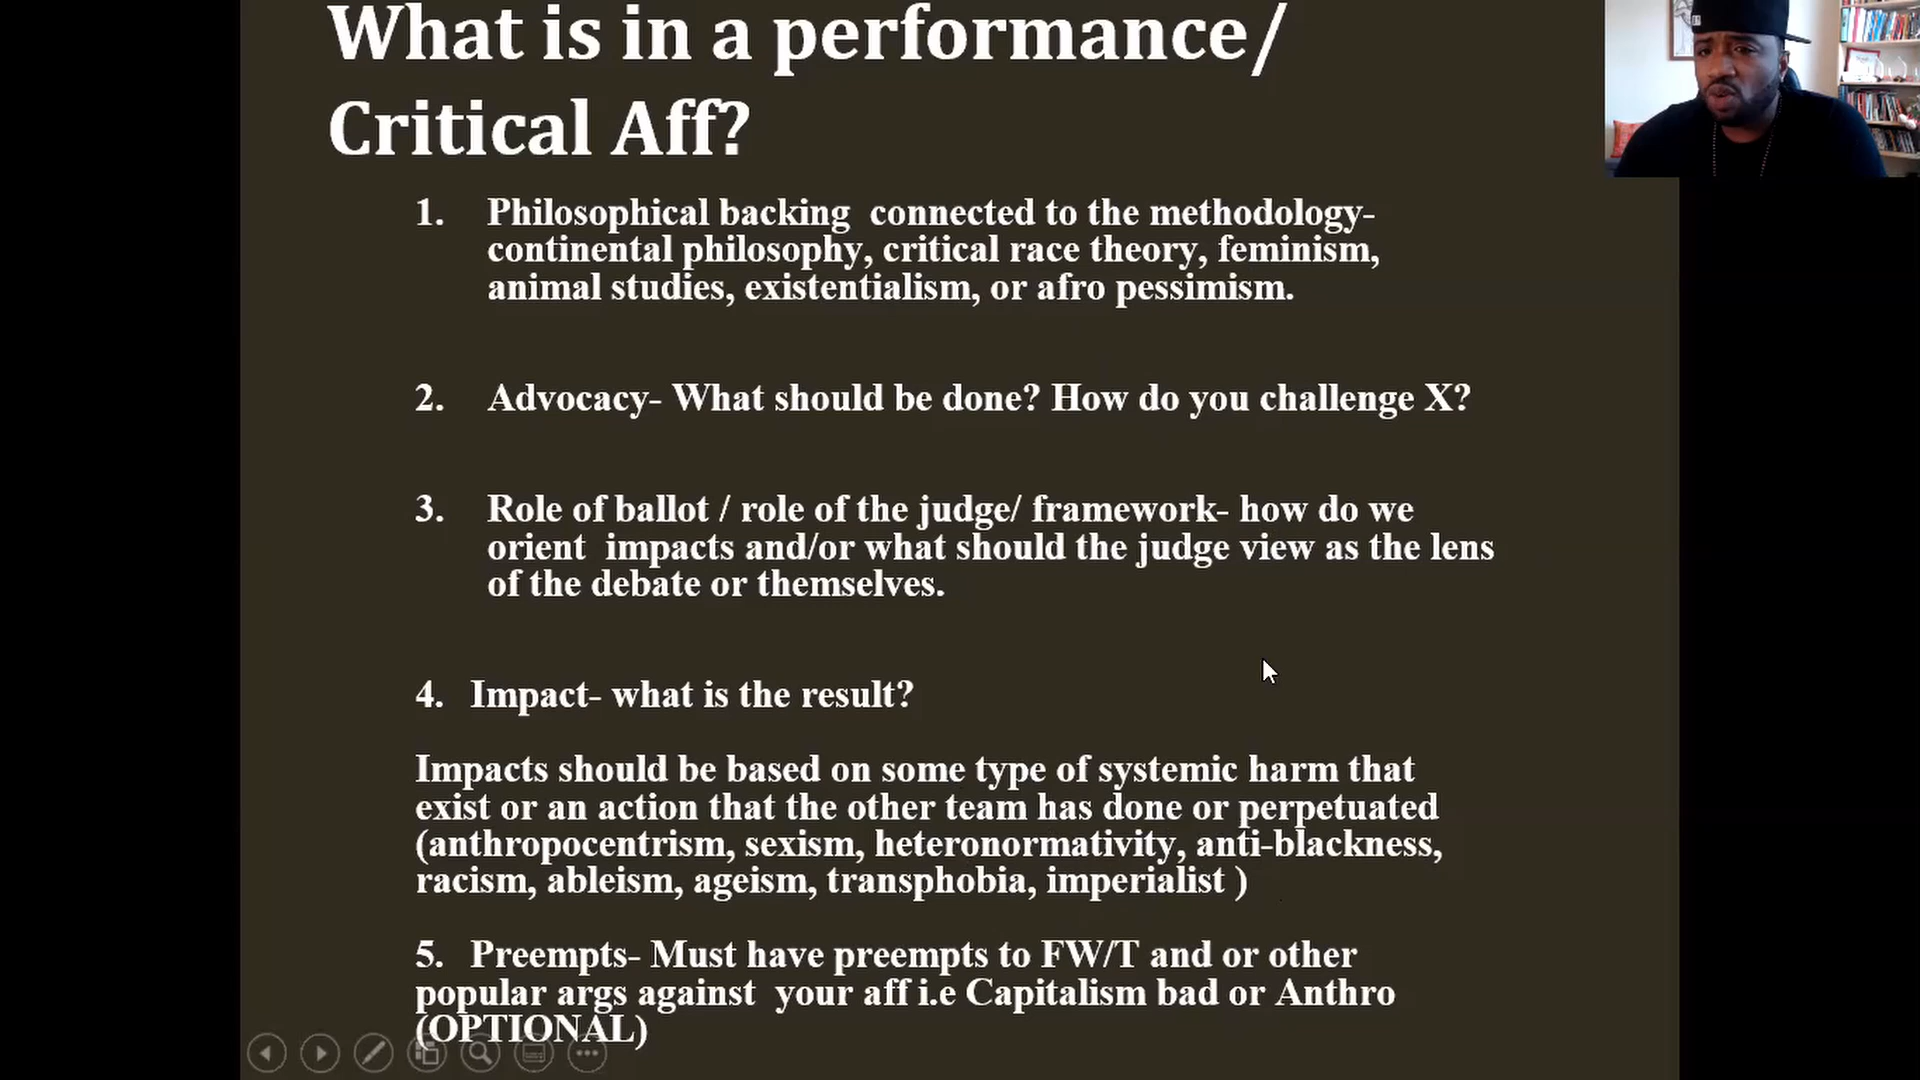 What is in a performance/
Critical Aff?
1. Philosophical backing connected to the methodology-
continental philosophy, critical race theory, feminism,
animal studies, existentialism, or afro pessimism.
2. Advocacy- What should be done? How do you challenge X?
3. Role of ballot / role of the judge/ framework- how do we
orient impacts and/or what should the judge view as the lens
of the debate or themselves.
4. Impact- what is the result?
Impacts should be based on some type of systemic harm that
exist or an action that the other team has done or perpetuated
(anthropocentrism, sexism, heteronormativity, anti-blackness,
racism, ableism, ageism, transphobia, imperialist )
5. Preempts- Must have preempts to FW/T and or other
popular args against your aff i.e Capitalism bad or Anthro
(OPTIONAL)